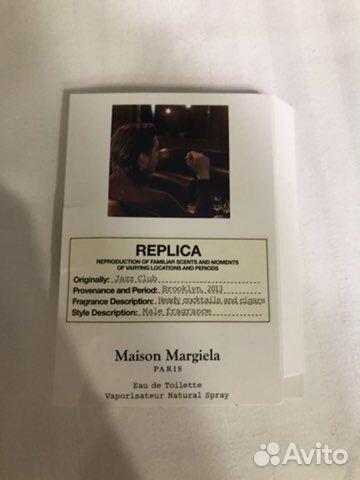 REPLICA
REPRODUCTION OF FAMILIAR SCENTS AND MOMENTS
OF VARYING LOCATIONS AND PERIODS
Originally: Jazz Club
Provenance and Period: Brooklyn, 2013
Fragrance Description: Heady cocktails and cigars
Style Description: Male fragrance
Maison Margiela
PARIS
Eau de Toilette
Vaporisateur Natural Spray
Avito